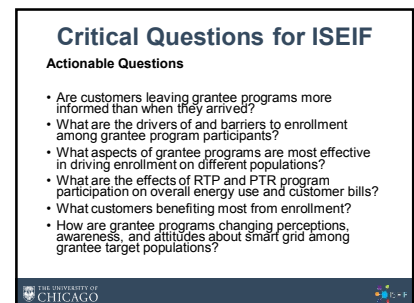 Critical Questions for ISEIF
Actionable Questions
• Are customers leaving grantee programs more
informed than when they arrived?
• What are the drivers of and barriers to enrollment
among grantee program participants?
• What aspects of grantee programs are most effective
in driving enrollment on different populations?
• What are the effects of RTP and PTR program
participation on overall energy use and customer bills?
• What customers benefiting most from enrollment?
• How are grantee programs changing perceptions,
awareness, and attitudes about smart grid among
grantee target populations?
THE UNIVERSITY OF
CHICAGO